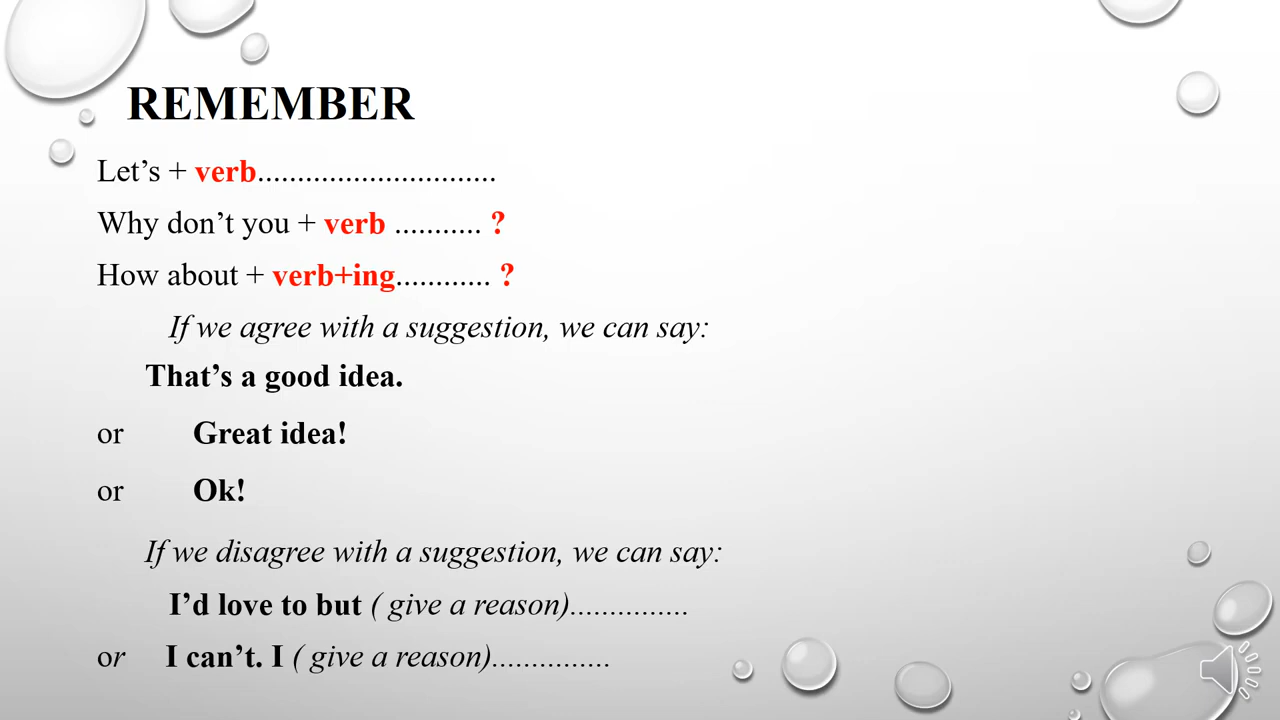 REMEMBER
Let’s + verb..............................
Why don’t you + verb ........... ?
How about + verb+ing............ ?
If we agree with a suggestion, we can say:
That’s a good idea.
or Great idea!
or Ok!
If we disagree with a suggestion, we can say:
I’d love to but ( give a reason)...............
or I can’t. I ( give a reason)...............